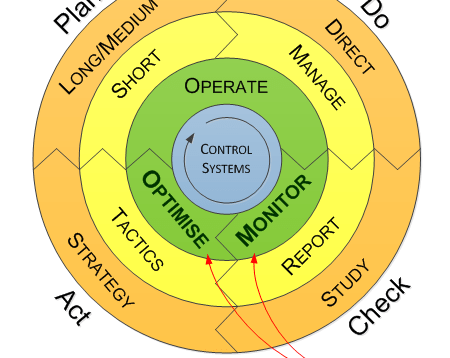 Plan
Do
LONG/MEDIUM
DIRECT
SHORT
MANAGE
OPERATE
CONTROL
SYSTEMS
OPTIMISE
MONITOR
TACTICS
REPORT
STRATEGY
STUDY
Act
Check